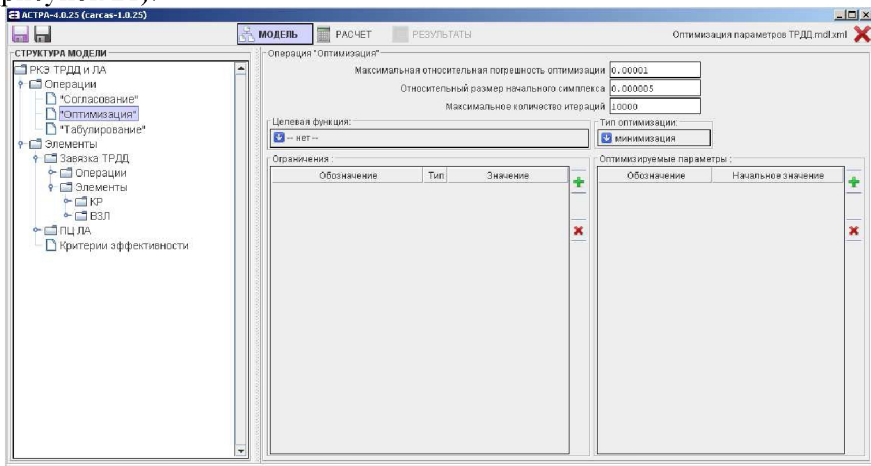 рисунок
АСТРА-4.0.25 (carcas-1.0.25)
МОДЕЛЬ
РАСЧЕТ
РЕЗУЛЬТАТЫ
Оптимизация параметров ТРДД.mdl.xml
СТРУКТУРА МОДЕЛИ
РКЭ ТРДД и ЛА
Операции
"Согласование"
"Оптимизация"
"Табулирование"
Элементы
Завязка ТРДД
Операции
Элементы
КР
ВЗЛ
ПЦ ЛА
Критерии эффективности
Операция "Оптимизация"
Максимальная относительная погрешность оптимизации 0.00001
Относительный размер начального симплекса 0.000005
Максимальное количество итераций 10000
Целевая функция:
-- нет --
Тип оптимизации:
минимизация
Ограничения :
Обозначение Тип Значение
Оптимизируемые параметры :
Обозначение Начальное значение